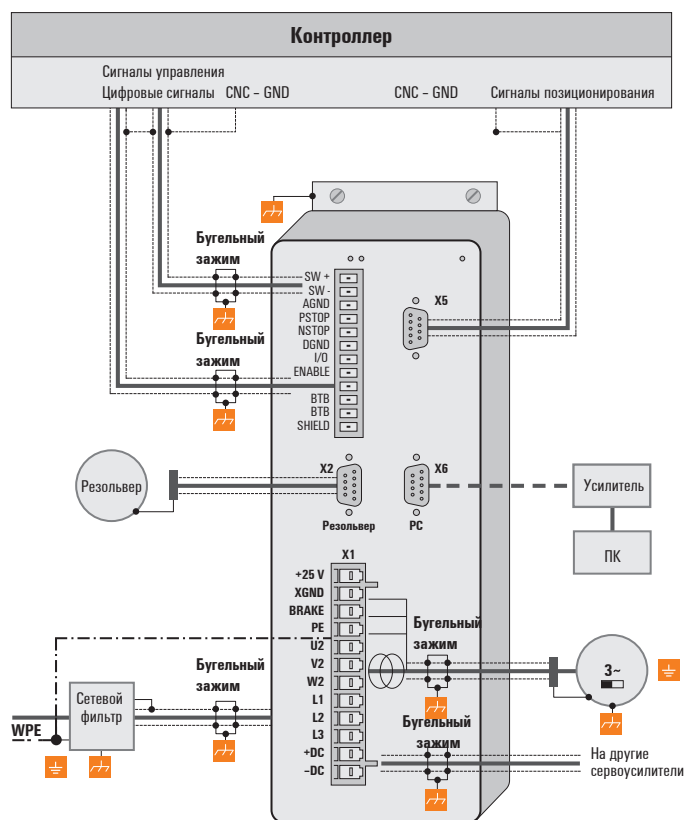 Контроллер
Сигналы управления
Цифровые сигналы CNC – GND
CNC – GND
Сигналы позиционирования
Бугельный
зажим
SW +
SW -
AGND
PSTOP
NSTOP
DGND
I/O
ENABLE
BTB
BTB
SHIELD
X5
Бугельный
зажим
Резольвер
X2
Резольвер
X6
PC
Усилитель
ПК
X1
+25 V
XGND
BRAKE
PE
U2
V2
W2
L1
L2
L3
+DC
–DC
Бугельный
зажим
3~
Бугельный
зажим
Сетевой
фильтр
WPE
Бугельный
зажим
На другие
сервоусилители